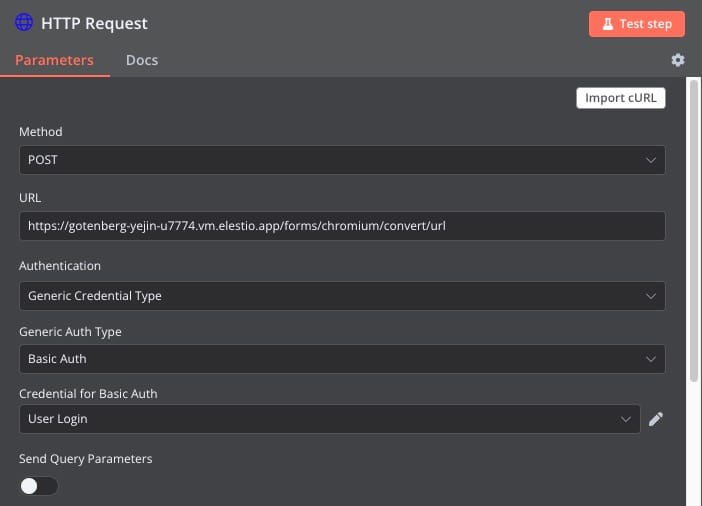 HTTP Request
Test step
Parameters
Docs
Import cURL
Method
POST
URL
https://gotenberg-yejin-u7774.vm.elestio.app/forms/chromium/convert/url
Authentication
Generic Credential Type
Generic Auth Type
Basic Auth
Credential for Basic Auth
User Login
Send Query Parameters